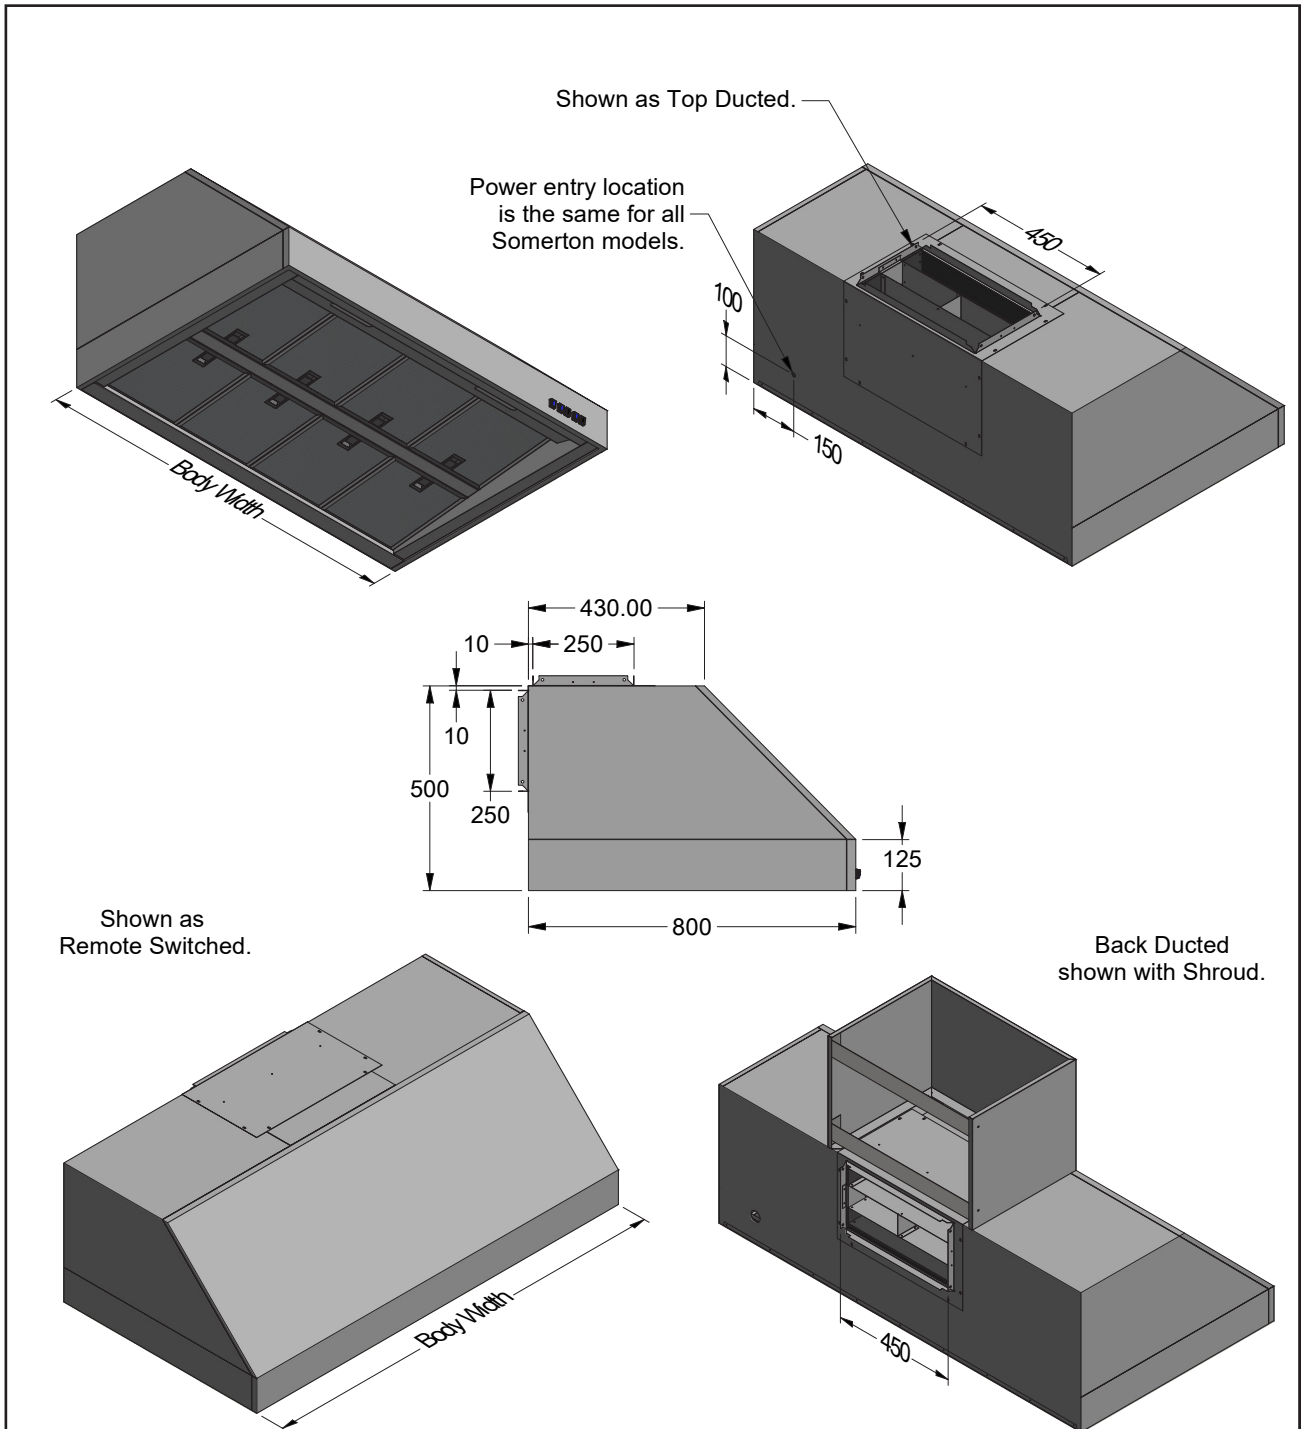 Shown as Top Ducted.
Power entry location
is the same for all
Somerton models.
450
100
150
Body Width
430.00
10
250
10
500
250
125
800
Shown as
Remote Switched.
Back Ducted
shown with Shroud.
Body Width
450